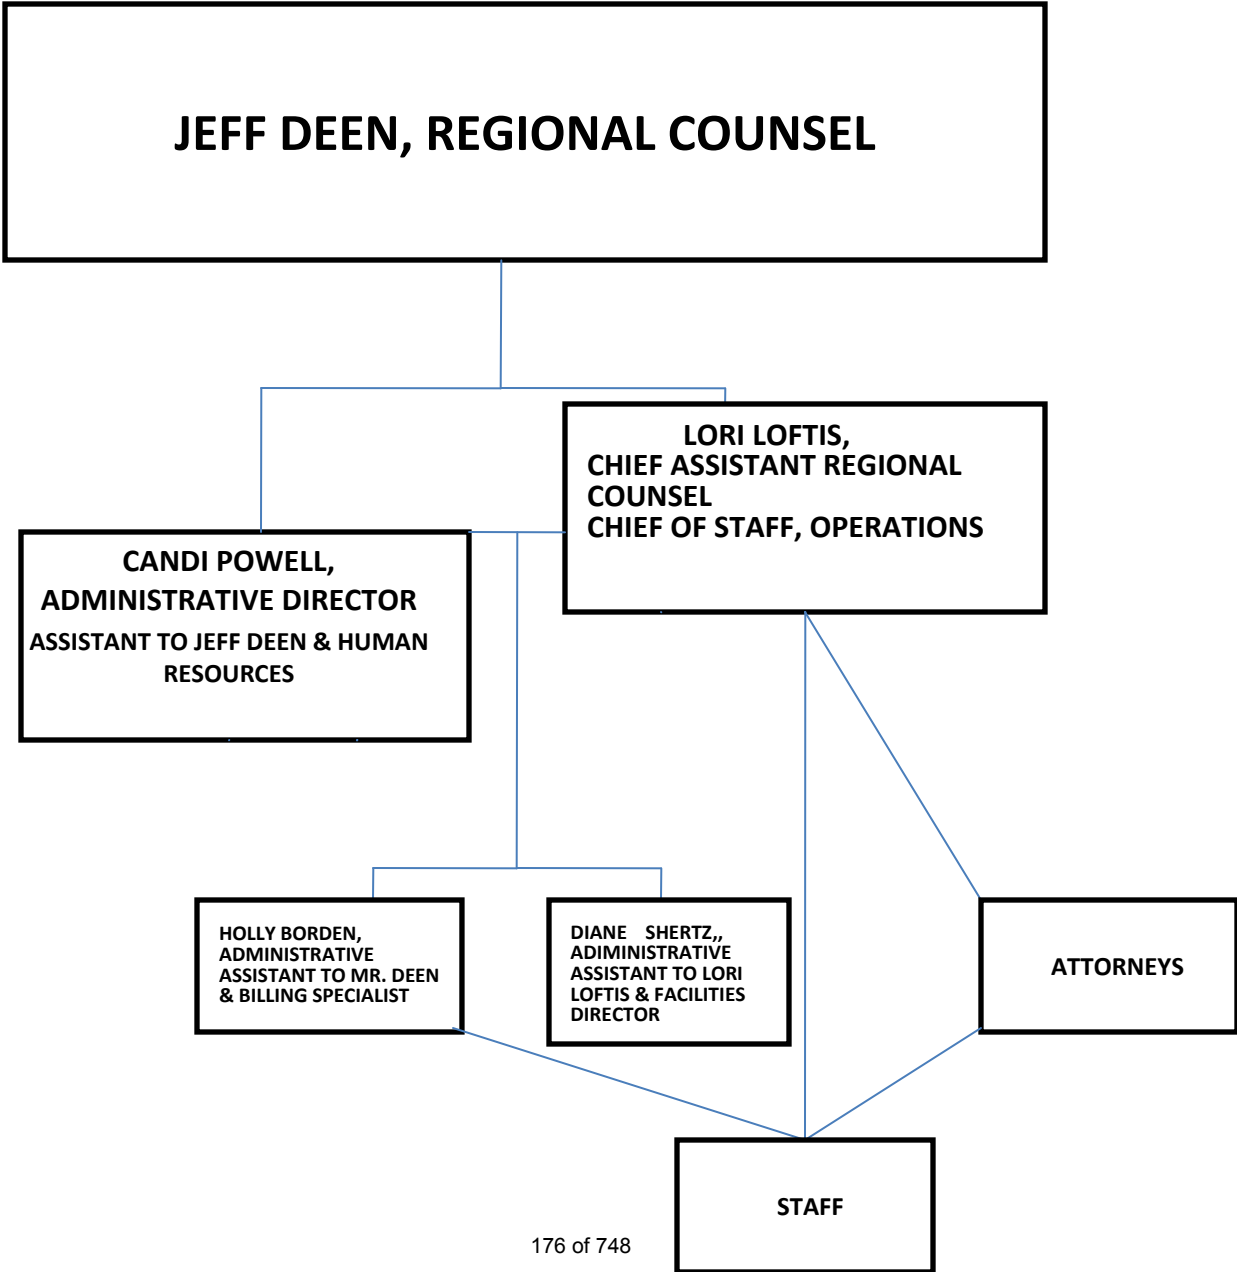 JEFF DEEN, REGIONAL COUNSEL
LORI LOFTIS,
CHIEF ASSISTANT REGIONAL
COUNSEL
CHIEF OF STAFF, OPERATIONS
CANDI POWELL,
ADMINISTRATIVE DIRECTOR
ASSISTANT TO JEFF DEEN & HUMAN
RESOURCES
HOLLY BORDEN,
ADMINISTRATIVE
ASSISTANT TO MR. DEEN
& BILLING SPECIALIST
DIANE SHERTZ,,
ADIMINISTRATIVE
ASSISTANT TO LORI
LOFTIS & FACILITIES
DIRECTOR
ATTORNEYS
STAFF
176 of 748